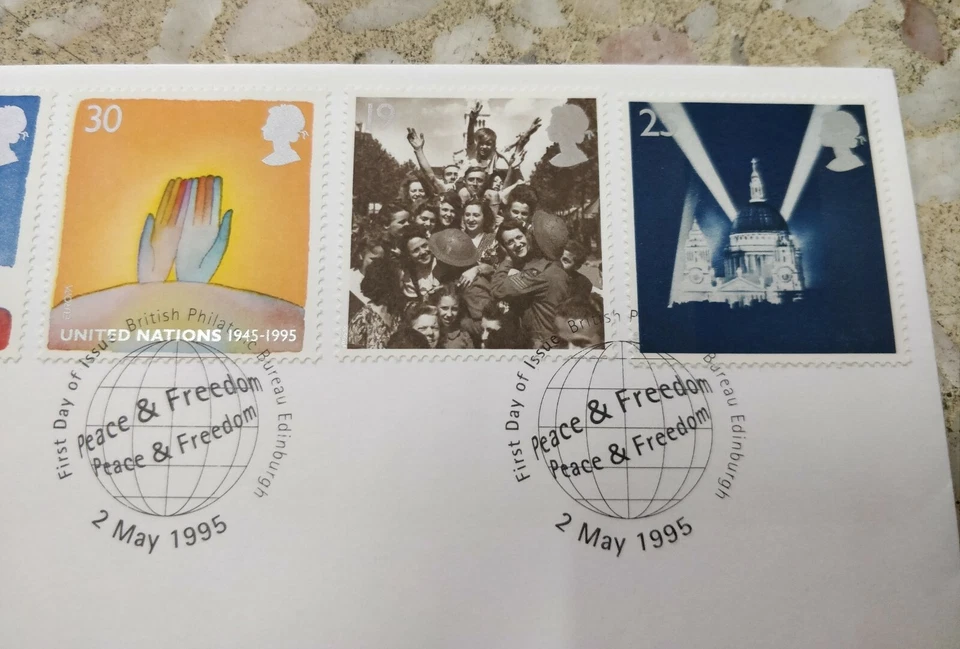 30
19
25
EUROPA
UNITED NATIONS 1945-1995
First Day of Issue British Philatelic Bureau Edinburgh
Peace & Freedom
Peace & Freedom
2 May 1995
First Day of Issue British P Bureau Edinburgh
Peace & Freedom
Peace & Freedom
2 May 1995